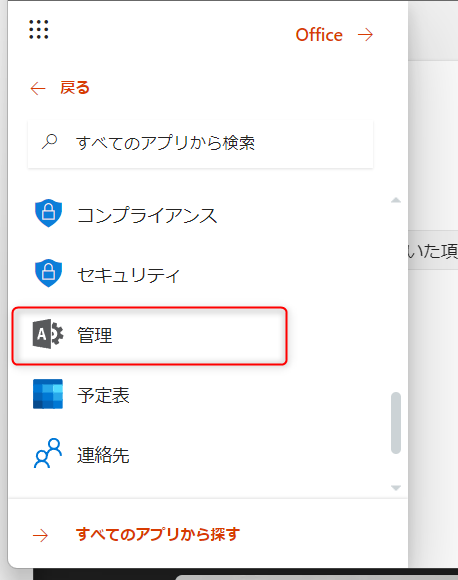 Office
戻る
すべてのアプリから検索
コンプライアンス
セキュリティ
いた項
A
管理
予定表
連絡先
すべてのアプリから探す